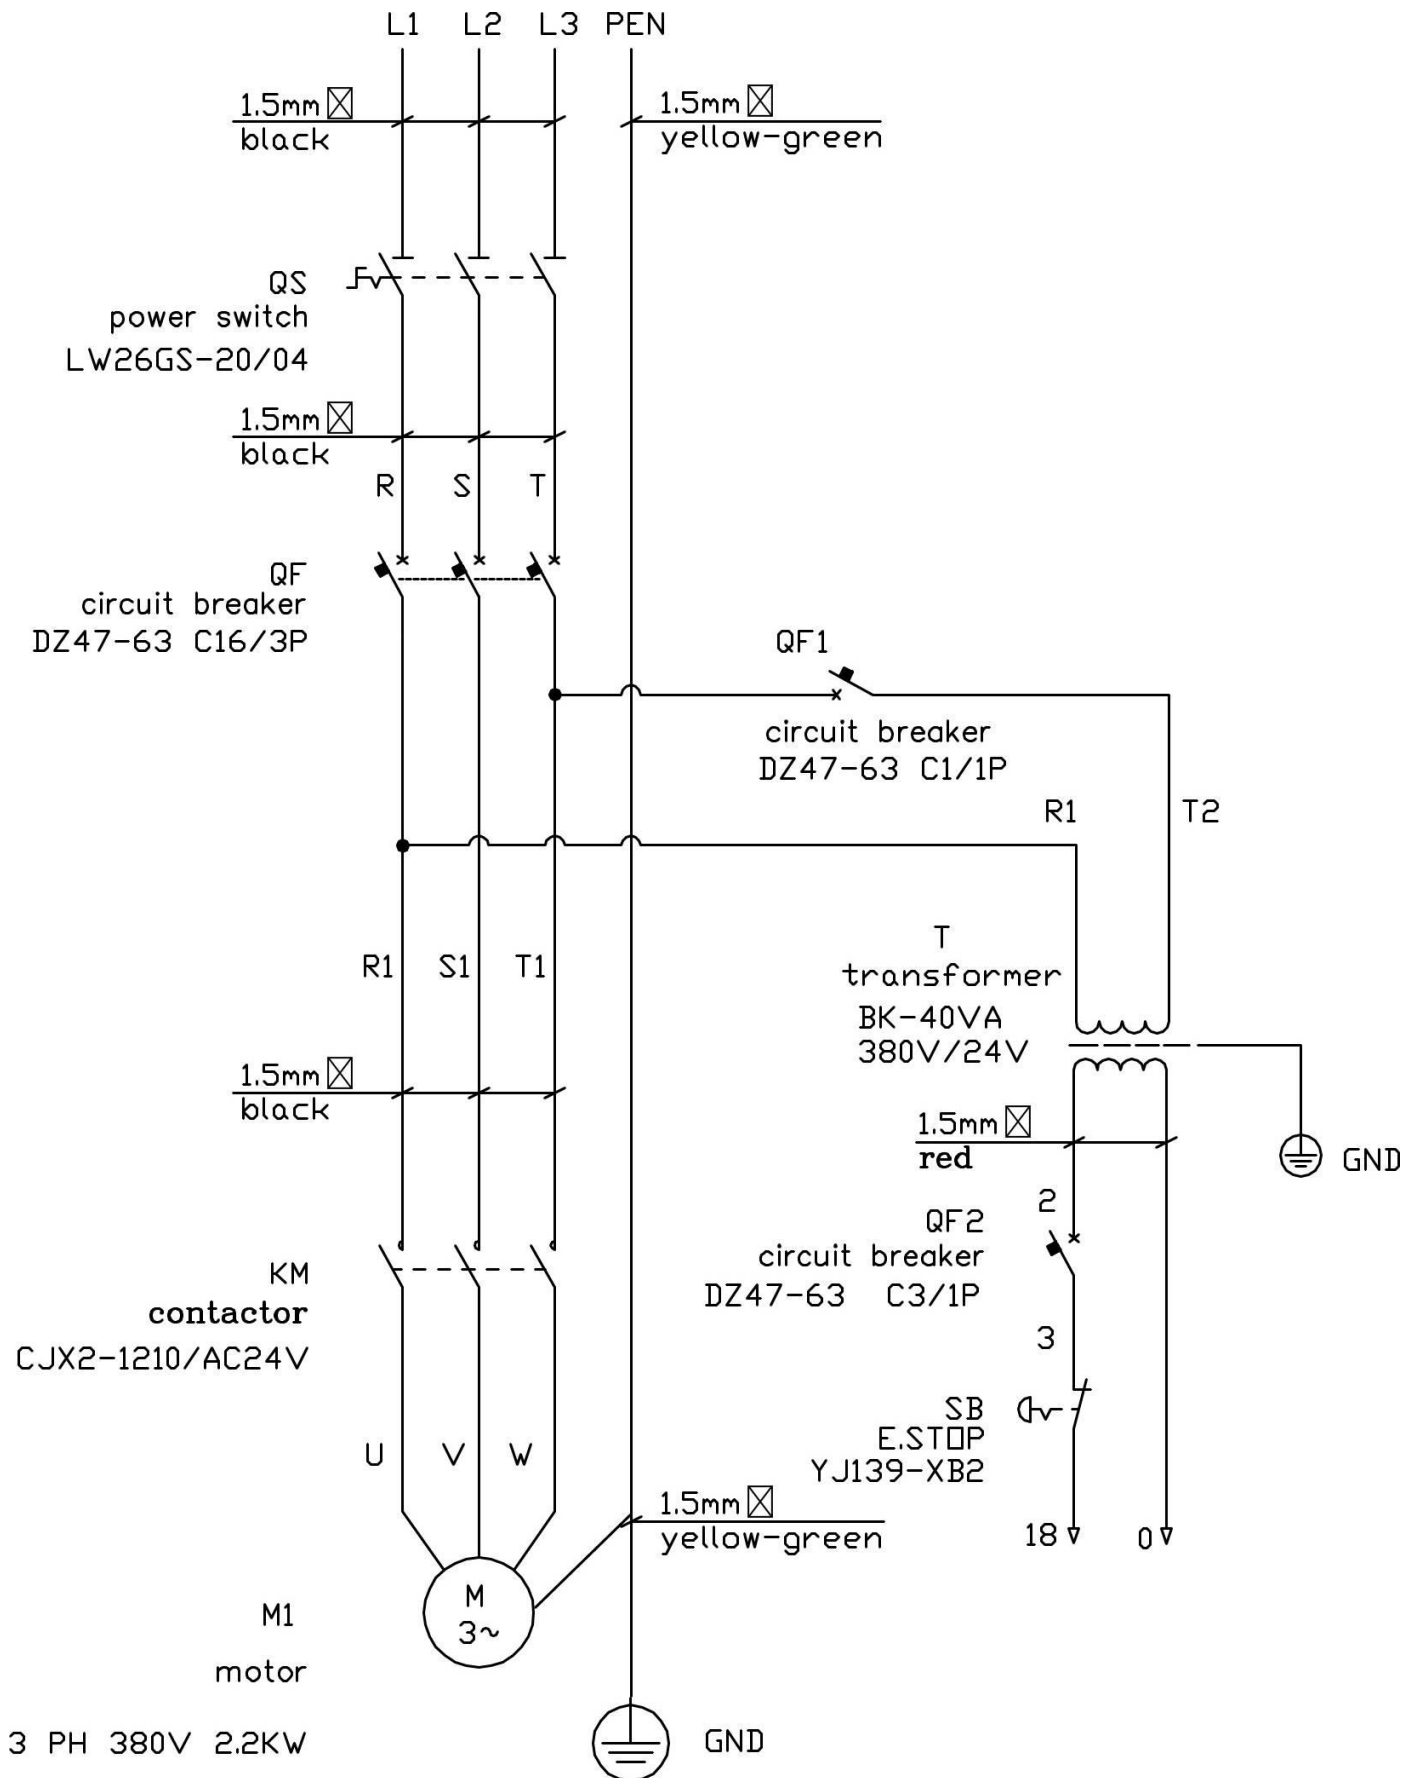 L1 L2 L3 PEN
1.5mm
black
1.5mm
yellow-green
QS
power switch
LW26GS-20/04
1.5mm
black
R S T
QF
circuit breaker
DZ47-63 C16/3P
QF1
circuit breaker
DZ47-63 C1/1P
R1 T2
T
transformer
BK-40VA
380V/24V
R1 S1 T1
1.5mm
black
1.5mm
red
GND
2
QF2
circuit breaker
DZ47-63 C3/1P
KM
contactor
CJX2-1210/AC24V
3
SB
E.STOP
YJ139-XB2
U V W
1.5mm
yellow-green
18 0
M
3~
M1
motor
3 PH 380V 2.2KW
GND